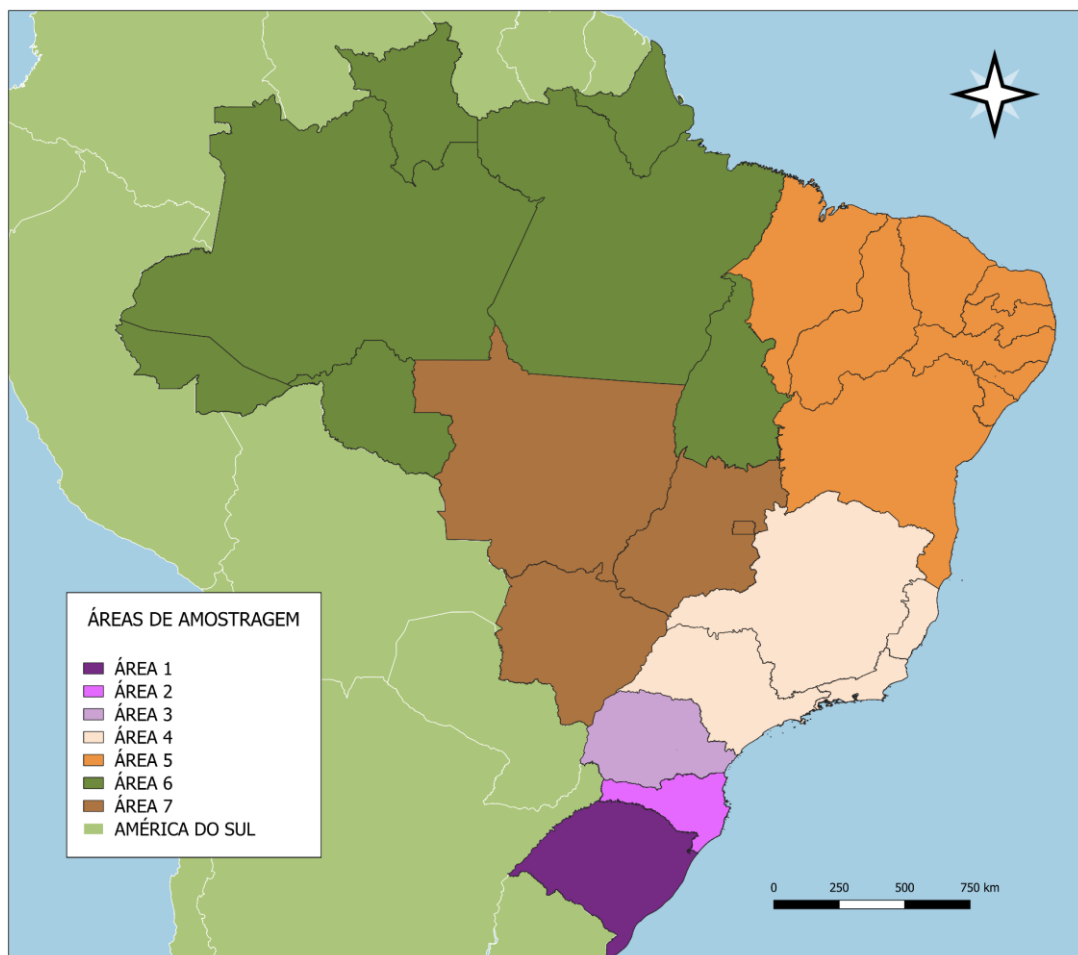 ÁREAS DE AMOSTRAGEM
ÁREA 1
ÁREA 2
ÁREA 3
ÁREA 4
ÁREA 5
ÁREA 6
ÁREA 7
AMÉRICA DO SUL
0 250 500 750 km